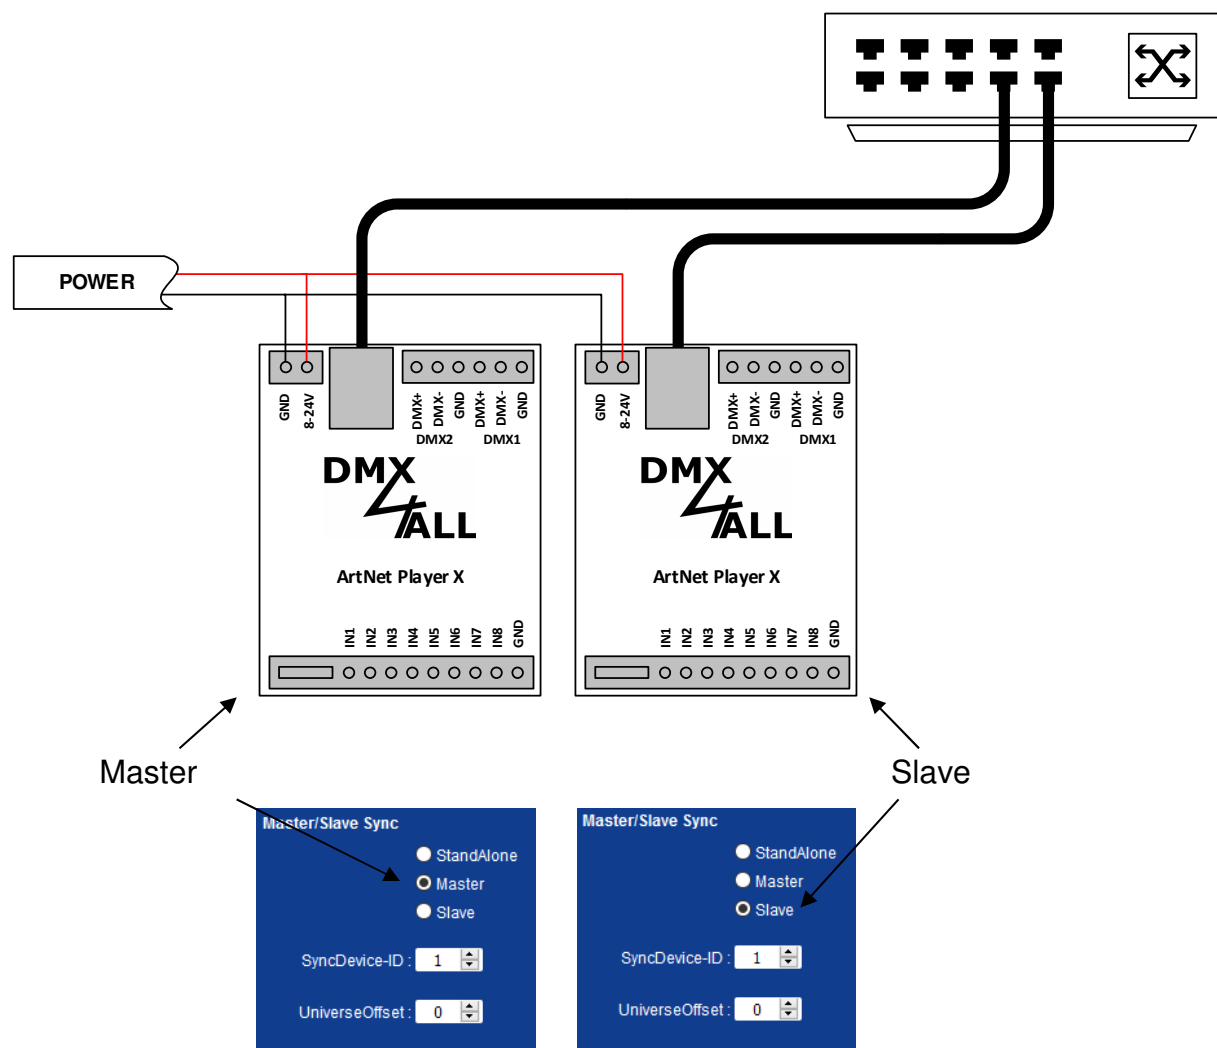 POWER
GND
8-24V
DMX+
DMX-
GND
DMX+
DMX-
GND
DMX2
DMX1
DMX
4
ALL
ArtNet Player X
IN1
IN2
IN3
IN4
IN5
IN6
IN7
IN8
GND
GND
8-24V
DMX+
DMX-
GND
DMX+
DMX-
GND
DMX2
DMX1
DMX
4
ALL
ArtNet Player X
IN1
IN2
IN3
IN4
IN5
IN6
IN7
IN8
GND
Master
Slave
Master/Slave Sync
StandAlone
Master
Slave
SyncDevice-ID : 1
UniverseOffset : 0
Master/Slave Sync
StandAlone
Master
Slave
SyncDevice-ID : 1
UniverseOffset : 0